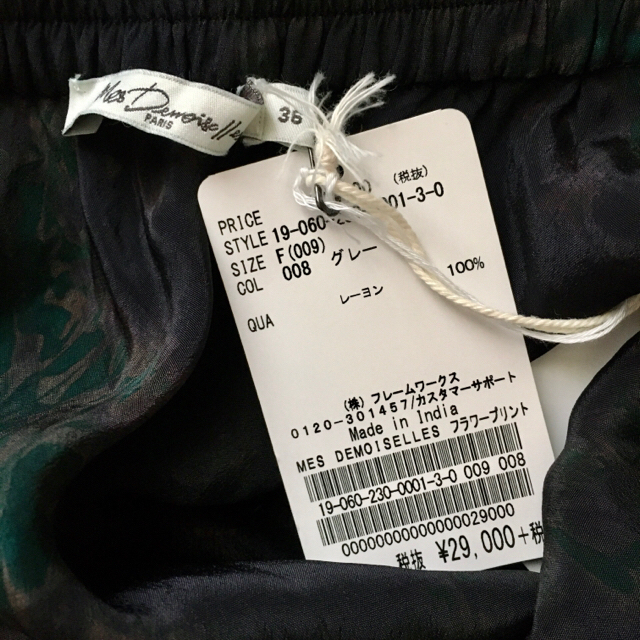 Mes Demoiselles
PARIS
36
PRICE (税抜)
STYLE 19-060-2 001-3-0
SIZE F(009)
COL 008 グレー
QUA レーヨン 100%
(株) フレームワークス
0120-301457/カスタマーサポート
Made in India
MES DEMOISELLES フラワープリント
19-060-230-0001-3-0 009 008
00000000000000029000
税抜 ¥29,000+税